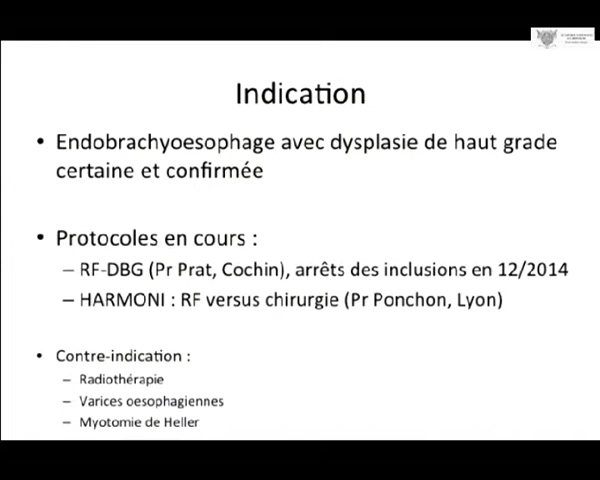 Indication
• Endobrachyoesophage avec dysplasie de haut grade
certaine et confirmée
• Protocoles en cours :
– RF-DBG (Pr Prat, Cochin), arrêts des inclusions en 12/2014
– HARMONI : RF versus chirurgie (Pr Ponchon, Lyon)
• Contre-indication :
– Radiothérapie
– Varices oesophagiennes
– Myotomie de Heller